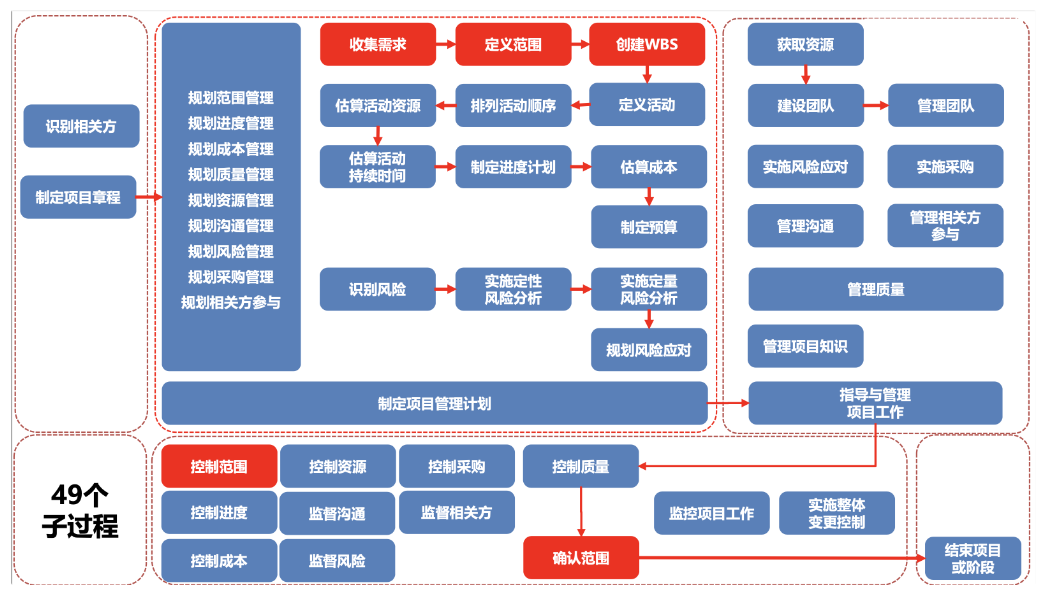 识别相关方
制定项目章程
规划范围管理
规划进度管理
规划成本管理
规划质量管理
规划资源管理
规划沟通管理
规划风险管理
规划采购管理
规划相关方参与
收集需求
定义范围
创建WBS
估算活动资源
排列活动顺序
定义活动
估算活动
持续时间
制定进度计划
估算成本
制定预算
识别风险
实施定性
风险分析
实施定量
风险分析
规划风险应对
制定项目管理计划
获取资源
建设团队
管理团队
实施风险应对
实施采购
管理沟通
管理相关方
参与
管理质量
管理项目知识
指导与管理
项目工作
49个
子过程
控制范围
控制资源
控制采购
控制质量
控制进度
监督沟通
监督相关方
监控项目工作
实施整体
变更控制
控制成本
监督风险
确认范围
结束项目
或阶段